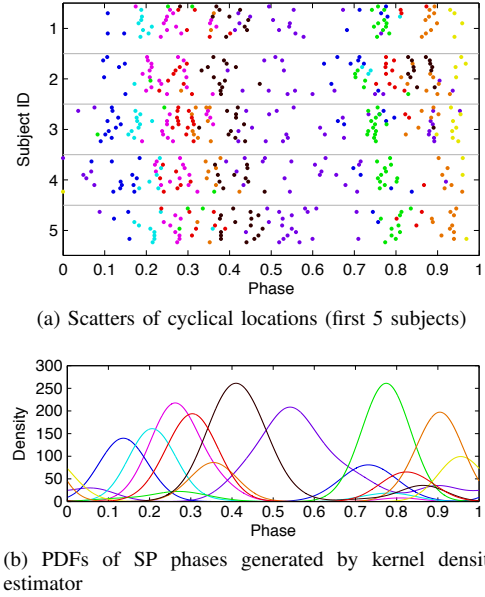 1
2
3
4
5
Subject ID
0 0.1 0.2 0.3 0.4 0.5 0.6 0.7 0.8 0.9 1
Phase
(a) Scatters of cyclical locations (first 5 subjects)
300
250
200
150
100
50
0
Density
0 0.1 0.2 0.3 0.4 0.5 0.6 0.7 0.8 0.9 1
Phase
(b) PDFs of SP phases generated by kernel densit
estimator